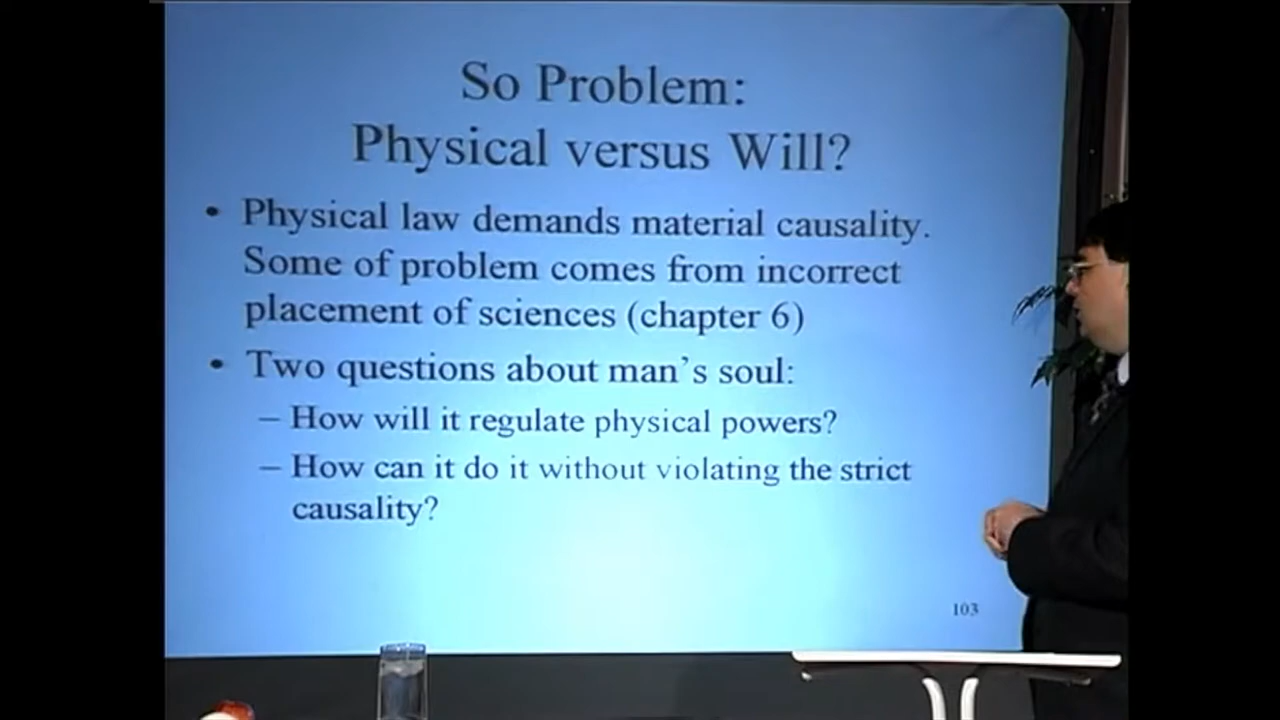 So Problem:
Physical versus Will?
• Physical law demands material causality.
Some of problem comes from incorrect
placement of sciences (chapter 6)
• Two questions about man's soul:
– How will it regulate physical powers?
– How can it do it without violating the strict
causality?
103